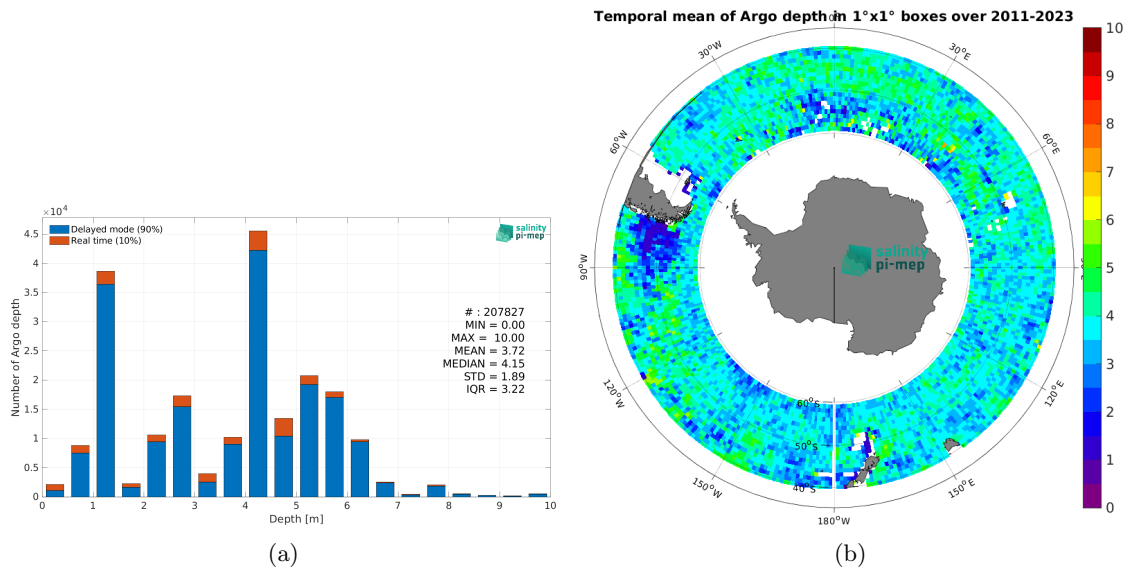 Temporal mean of Argo depth in 1°x1° boxes over 2011-2023
×10⁴
4.5
4
3.5
3
2.5
2
1.5
1
0.5
0
Number of Argo depth
Delayed mode (90%)
Real time (10%)
salinity
pi-mep
# : 207827
MIN = 0.00
MAX = 10.00
MEAN = 3.72
MEDIAN = 4.15
STD = 1.89
IQR = 3.22
0 1 2 3 4 5 6 7 8 9 10
Depth [m]
(a)
30°W
30°E
60°W
60°E
90°W
120°W
120°E
150°W
150°E
180°W
60°S
50°S
40°S
salinity
pi-mep
10
9
8
7
6
5
4
3
2
1
0
(b)